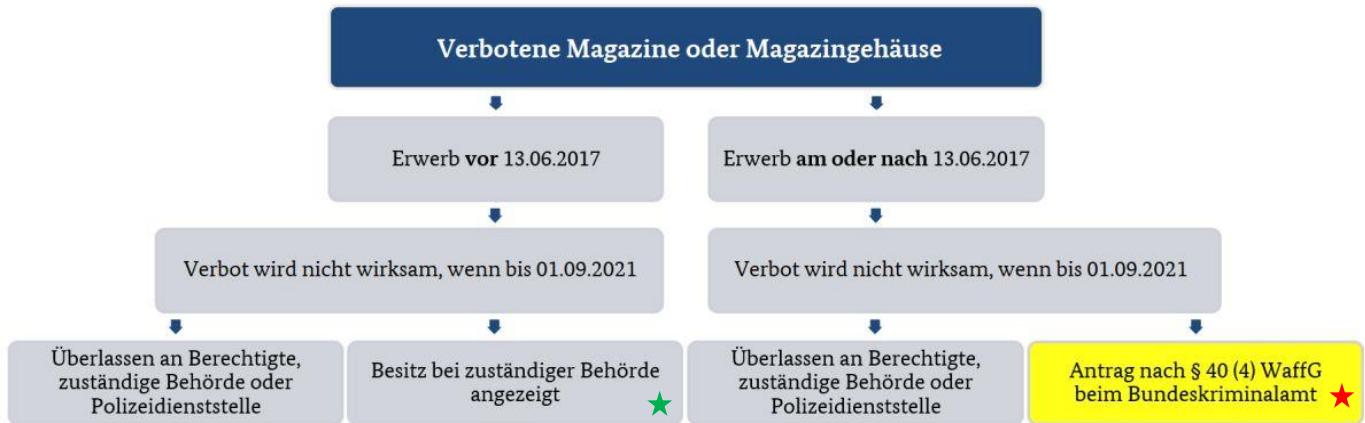 Verbotene Magazine oder Magazingehäuse
Erwerb vor 13.06.2017
Erwerb am oder nach 13.06.2017
Verbot wird nicht wirksam, wenn bis 01.09.2021
Verbot wird nicht wirksam, wenn bis 01.09.2021
Überlassen an Berechtigte,
zuständige Behörde oder
Polizeidienststelle
Besitz bei zuständiger Behörde
angezeigt
Überlassen an Berechtigte,
zuständige Behörde oder
Polizeidienststelle
Antrag nach § 40 (4) WaffG
beim Bundeskriminalamt